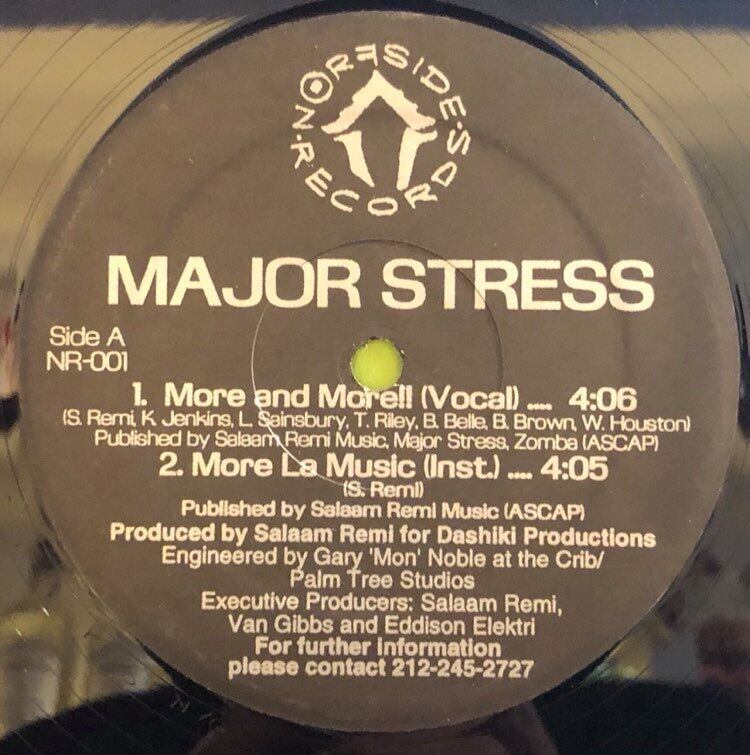 NORFSIDE · RECORDS ·
MAJOR STRESS
Side A
NR-001
1. More and More!! (Vocal) .... 4:06
(S. Remi, K. Jenkins, L. Sainsbury, T. Riley, B. Belle, B. Brown, W. Houston)
Published by Salaam Remi Music, Major Stress, Zomba (ASCAP)
2. More La Music (Inst.) .... 4:05
(S. Remi)
Published by Salaam Remi Music (ASCAP)
Produced by Salaam Remi for Dashiki Productions
Engineered by Gary 'Mon' Noble at the Crib/
Palm Tree Studios
Executive Producers: Salaam Remi,
Van Gibbs and Eddison Elektri
For further information
please contact 212-245-2727